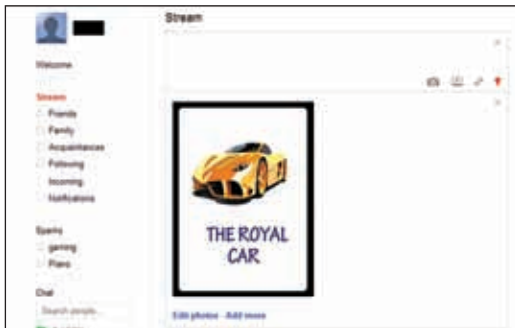 Stream
Welcome
Stream
Friends
Family
Acquaintances
Following
Incoming
Notifications
Sparks
gaming
Chat
Search people...
THE ROYAL
CAR
Edit photos - Add more